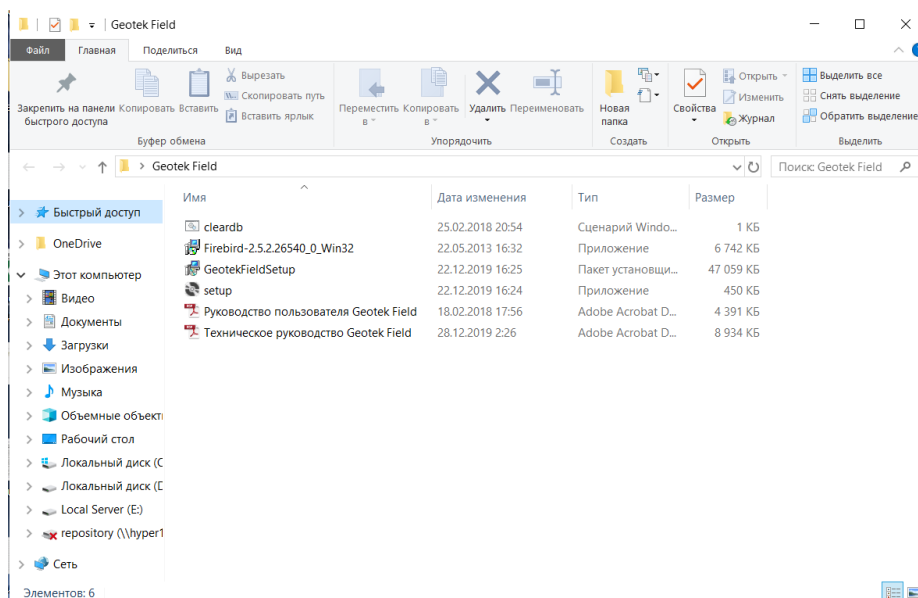 Geotek Field
Файл Главная Поделиться Вид
Закрепить на панели быстрого доступа
Копировать
Вставить
Вырезать
Скопировать путь
Вставить ярлык
Буфер обмена
Переместить в
Копировать в
Удалить
Переименовать
Упорядочить
Новая папка
Создать
Свойства
Открыть
Изменить
Журнал
Открыть
Выделить все
Снять выделение
Обратить выделение
Выделить
Geotek Field
Поиск: Geotek Field
Имя Дата изменения Тип Размер
cleardb 25.02.2018 20:54 Сценарий Windo... 1 КБ
Firebird-2.5.2.26540_0_Win32 22.05.2013 16:32 Приложение 6 742 КБ
GeotekFieldSetup 22.12.2019 16:25 Пакет установщи... 47 059 КБ
setup 22.12.2019 16:24 Приложение 450 КБ
Руководство пользователя Geotek Field 18.02.2018 17:56 Adobe Acrobat D... 4 391 КБ
Техническое руководство Geotek Field 28.12.2019 2:26 Adobe Acrobat D... 8 934 КБ
Быстрый доступ
OneDrive
Этот компьютер
Видео
Документы
Загрузки
Изображения
Музыка
Объемные объект
Рабочий стол
Локальный диск (C
Локальный диск (D
Local Server (E:)
repository (\\hyper1
Сеть
Элементов: 6